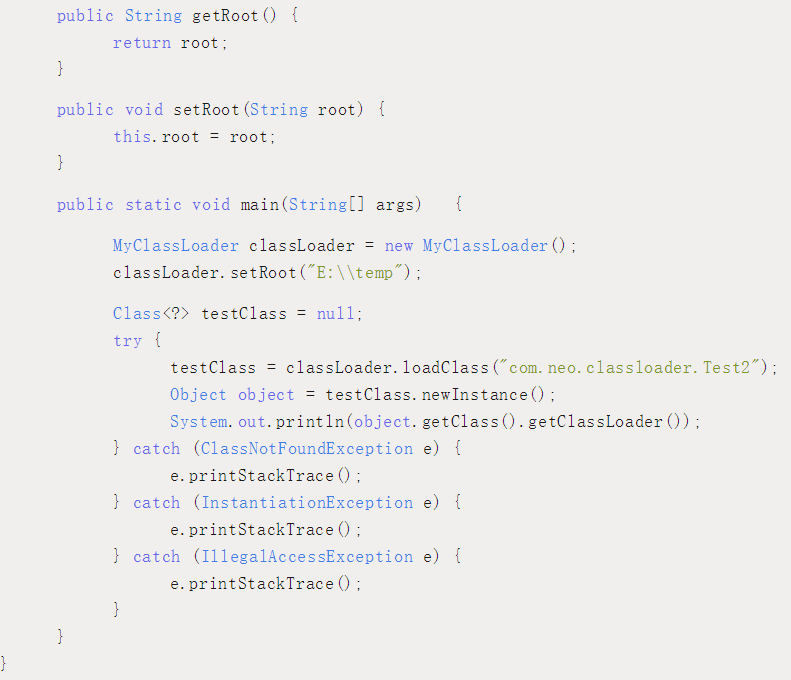 public String getRoot() {
return root;
}
public void setRoot(String root) {
this.root = root;
}
public static void main(String[] args)   {
MyClassLoader classLoader = new MyClassLoader();
classLoader.setRoot("E:\\temp");
Class<?> testClass = null;
try {
testClass = classLoader.loadClass("com.neo.classloader.Test2");
Object object = testClass.newInstance();
System.out.println(object.getClass().getClassLoader());
} catch (ClassNotFoundException e) {
e.printStackTrace();
} catch (InstantiationException e) {
e.printStackTrace();
} catch (IllegalAccessException e) {
e.printStackTrace();
}
}
}